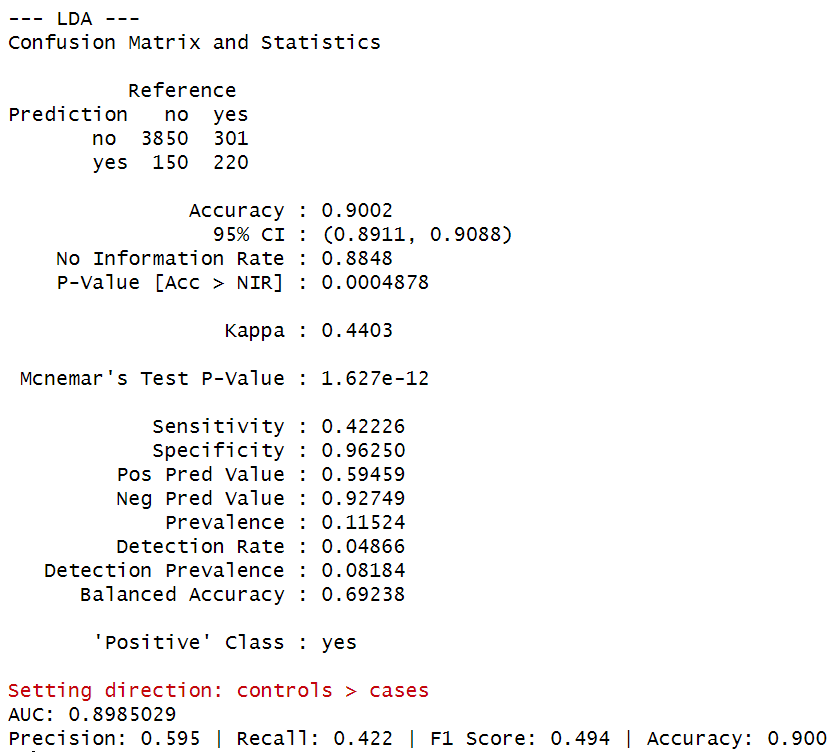 --- LDA ---
Confusion Matrix and Statistics
Reference
Prediction no yes
no 3850 301
yes 150 220
Accuracy : 0.9002
95% CI : (0.8911, 0.9088)
No Information Rate : 0.8848
P-Value [Acc > NIR] : 0.0004878
Kappa : 0.4403
Mcnemar's Test P-Value : 1.627e-12
Sensitivity : 0.42226
Specificity : 0.96250
Pos Pred Value : 0.59459
Neg Pred Value : 0.92749
Prevalence : 0.11524
Detection Rate : 0.04866
Detection Prevalence : 0.08184
Balanced Accuracy : 0.69238
'Positive' Class : yes
Setting direction: controls > cases
AUC: 0.8985029
Precision: 0.595 | Recall: 0.422 | F1 Score: 0.494 | Accuracy: 0.900